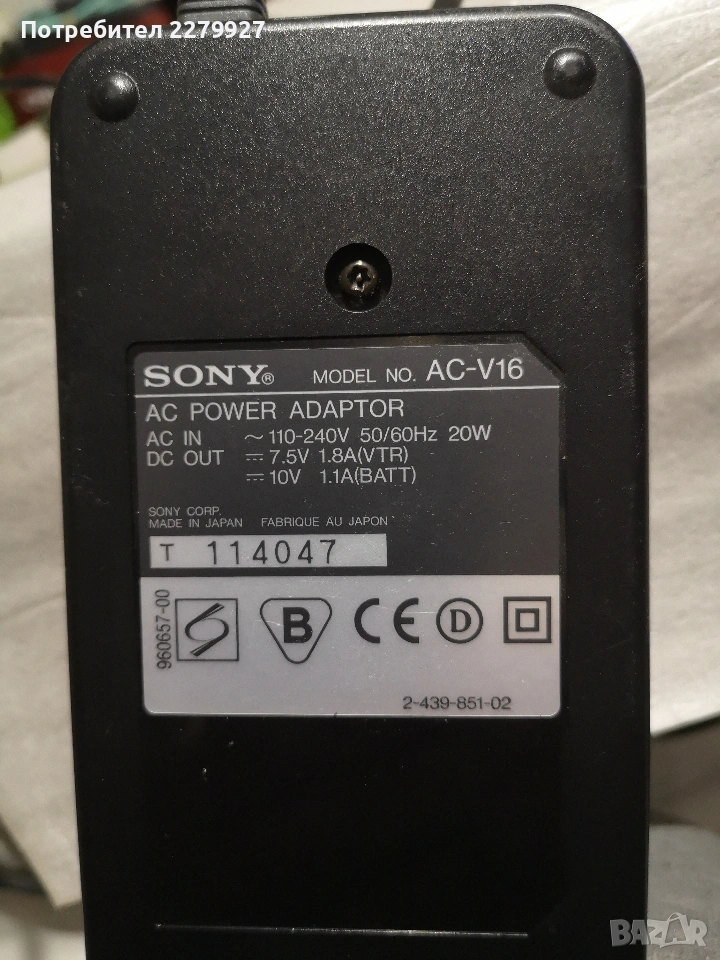 Потребител 2279927
SONY® MODEL NO. AC-V16
AC POWER ADAPTOR
AC IN ~ 110-240V 50/60Hz 20W
DC OUT ⎓ 7.5V 1.8A(VTR)
⎓ 10V 1.1A(BATT)
SONY CORP.
MADE IN JAPAN FABRIQUE AU JAPON
T 114047
960657-00
B CE D
2-439-851-02
BAZAR